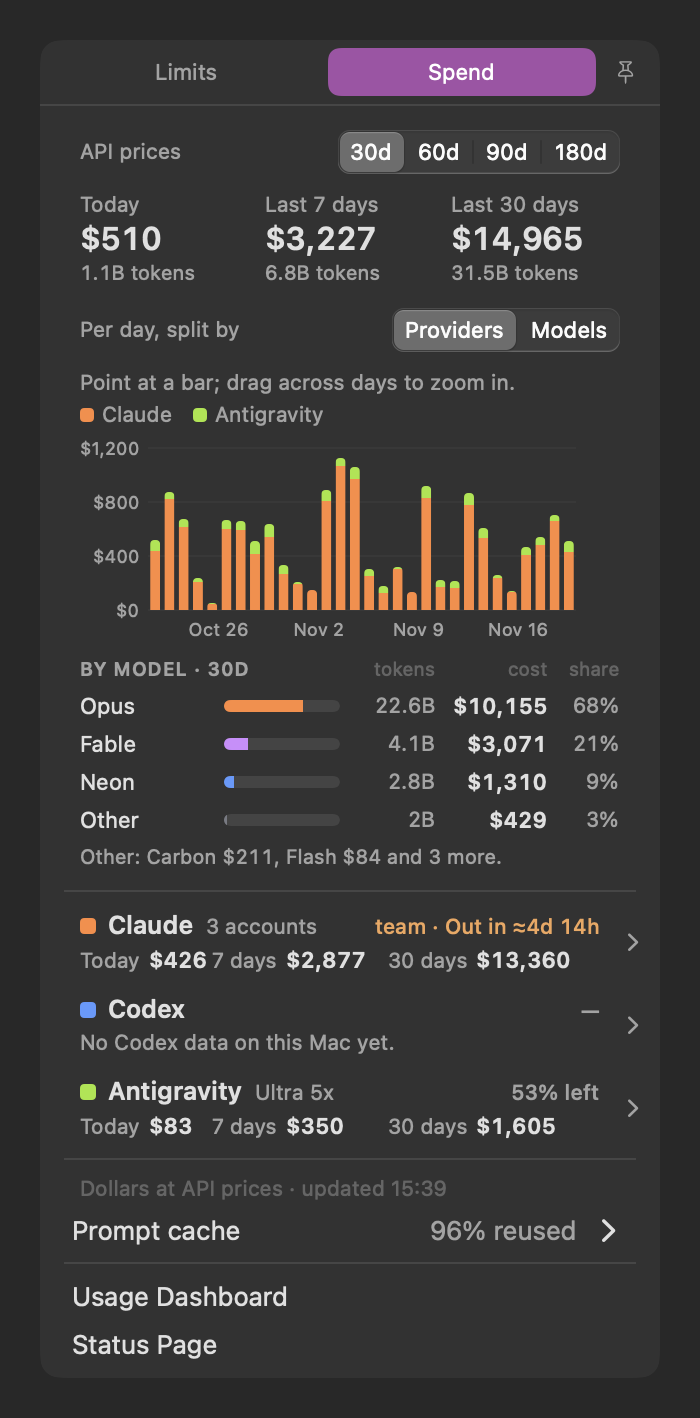 Limits Spend
API prices 30d 60d 90d 180d
Today Last 7 days Last 30 days
$510 $3,227 $14,965
1.1B tokens 6.8B tokens 31.5B tokens
Per day, split by Providers Models
Point at a bar; drag across days to zoom in.
Claude Antigravity
$1,200
$800
$400
$0
Oct 26 Nov 2 Nov 9 Nov 16
BY MODEL · 30D tokens cost share
Opus 22.6B $10,155 68%
Fable 4.1B $3,071 21%
Neon 2.8B $1,310 9%
Other 2B $429 3%
Other: Carbon $211, Flash $84 and 3 more.
Claude 3 accounts team · Out in ≈4d 14h
Today $426 7 days $2,877 30 days $13,360
Codex —
No Codex data on this Mac yet.
Antigravity Ultra 5x 53% left
Today $83 7 days $350 30 days $1,605
Dollars at API prices · updated 15:39
Prompt cache 96% reused
Usage Dashboard
Status Page